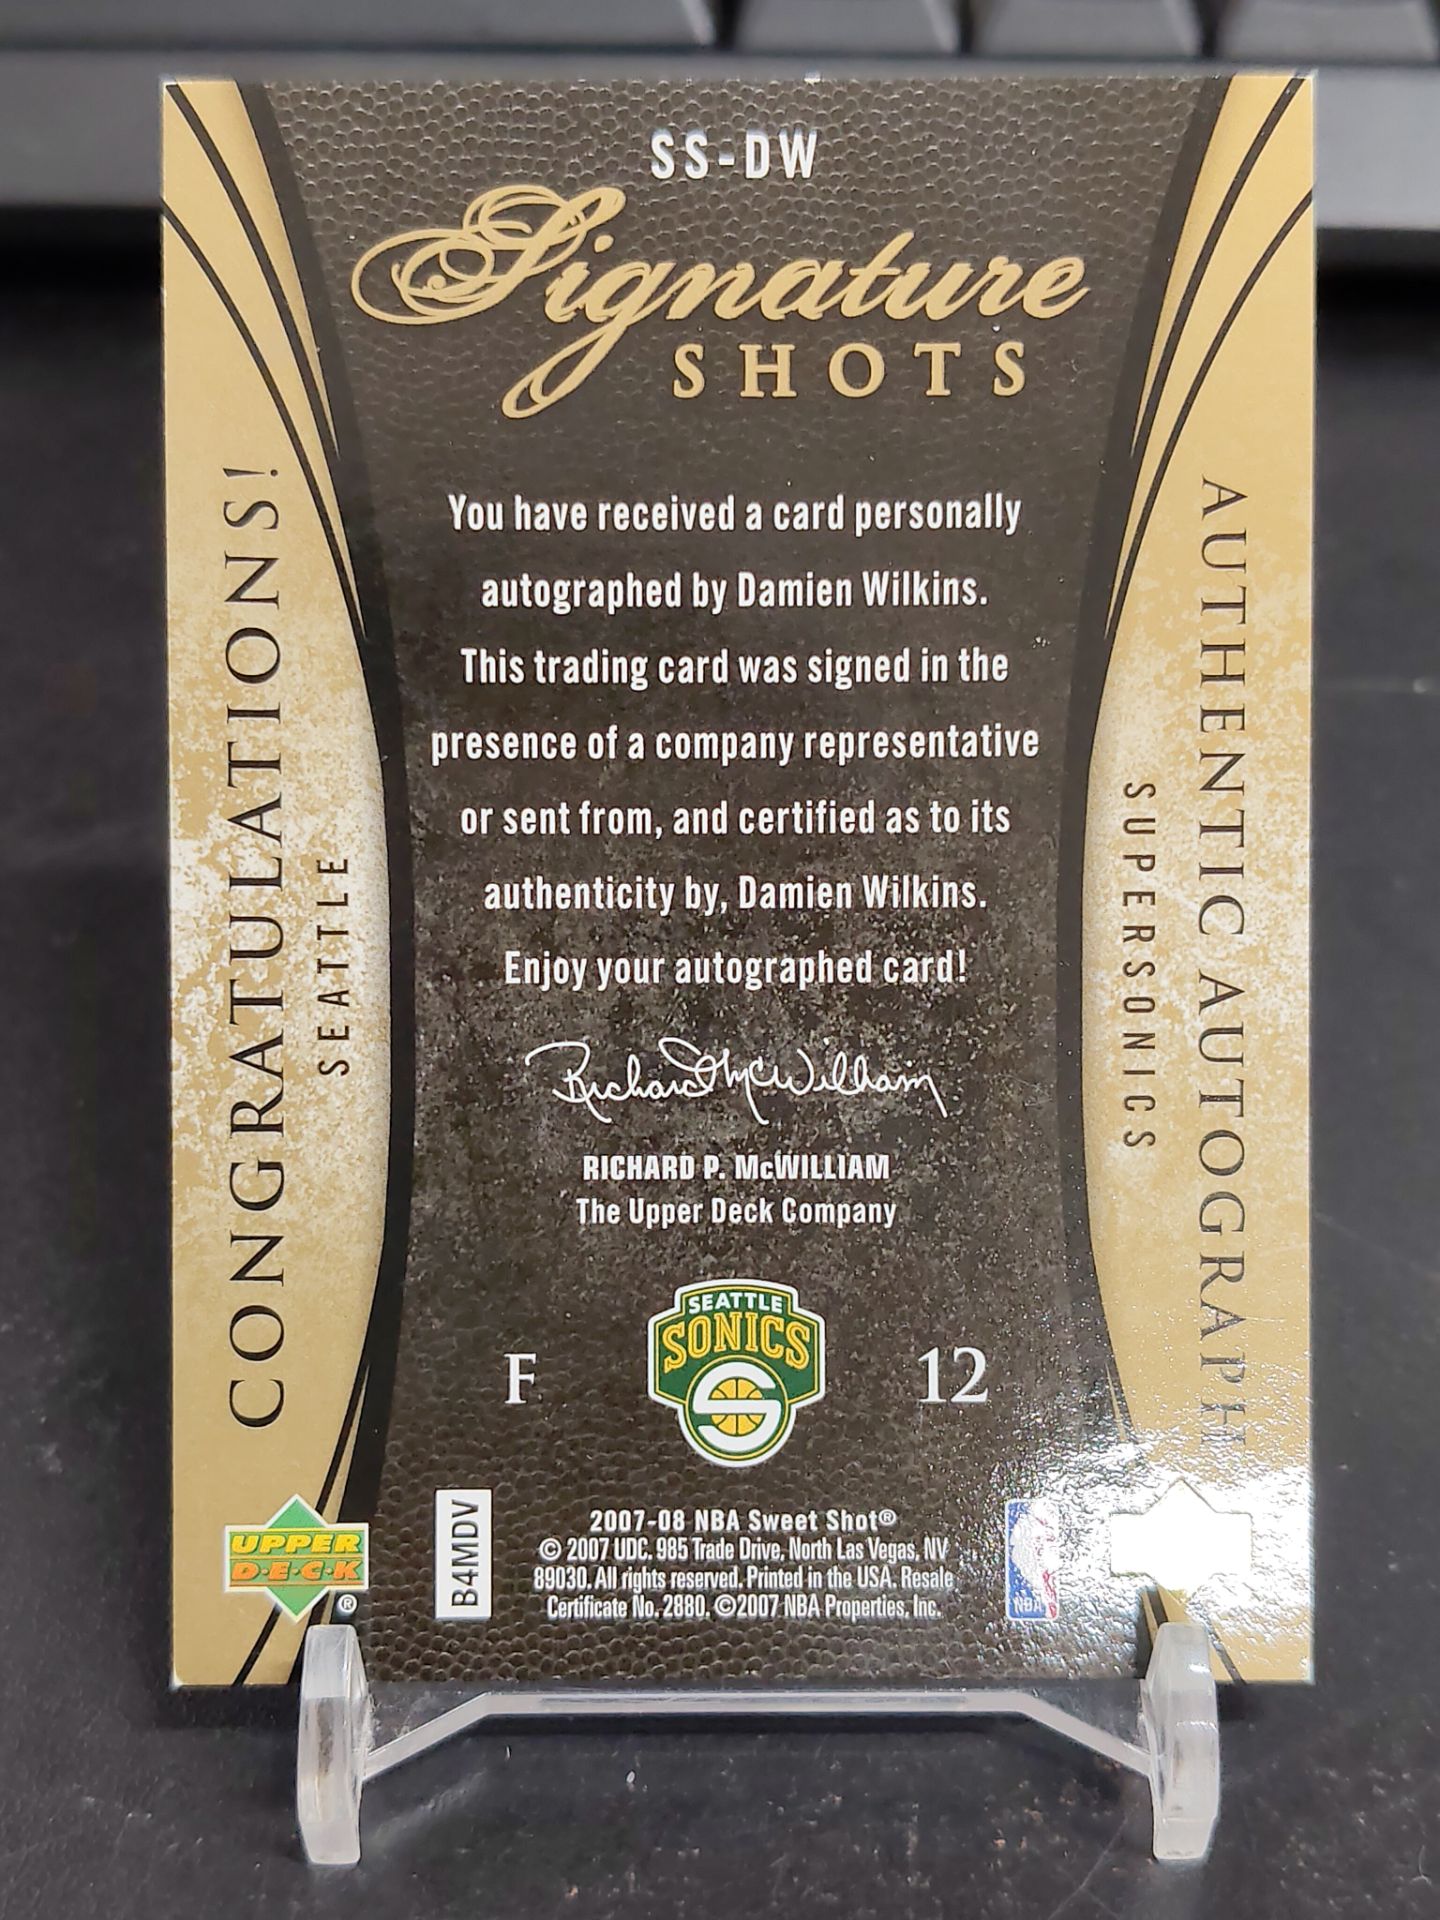 SS-DW
Signature
SHOTS
CONGRATULATIONS!
SEATTLE
You have received a card personally
autographed by Damien Wilkins.
This trading card was signed in the
presence of a company representative
or sent from, and certified as to its
authenticity by, Damien Wilkins.
Enjoy your autographed card!
Richard McWilliam
RICHARD P. McWILLIAM
The Upper Deck Company
AUTHENTIC AUTOGRAPH
SUPERSONICS
SEATTLE
SONICS
S
F
12
UPPER
D·E·C·K
®
B4MDV
2007-08 NBA Sweet Shot®
© 2007 UDC. 985 Trade Drive, North Las Vegas, NV
89030. All rights reserved. Printed in the USA. Resale
Certificate No. 2880. ©2007 NBA Properties, Inc.
NBA